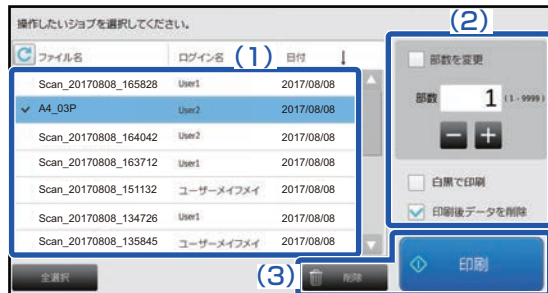 操作したいジョブを選択してください。
(2)
ファイル名 ログイン名 (1) 日付 ↓
部数を変更
Scan_20170808_165828 User1 2017/08/08
部数 1 (1 - 9999)
✓ A4_03P User2 2017/08/08
Scan_20170808_164042 User2 2017/08/08
Scan_20170808_163712 User1 2017/08/08
Scan_20170808_151132 ユーザーメイフメイ 2017/08/08
白黒で印刷
Scan_20170808_134726 User1 2017/08/08
印刷後データを削除
Scan_20170808_135845 ユーザーメイフメイ 2017/08/08
全選択 (3) 削除 印刷